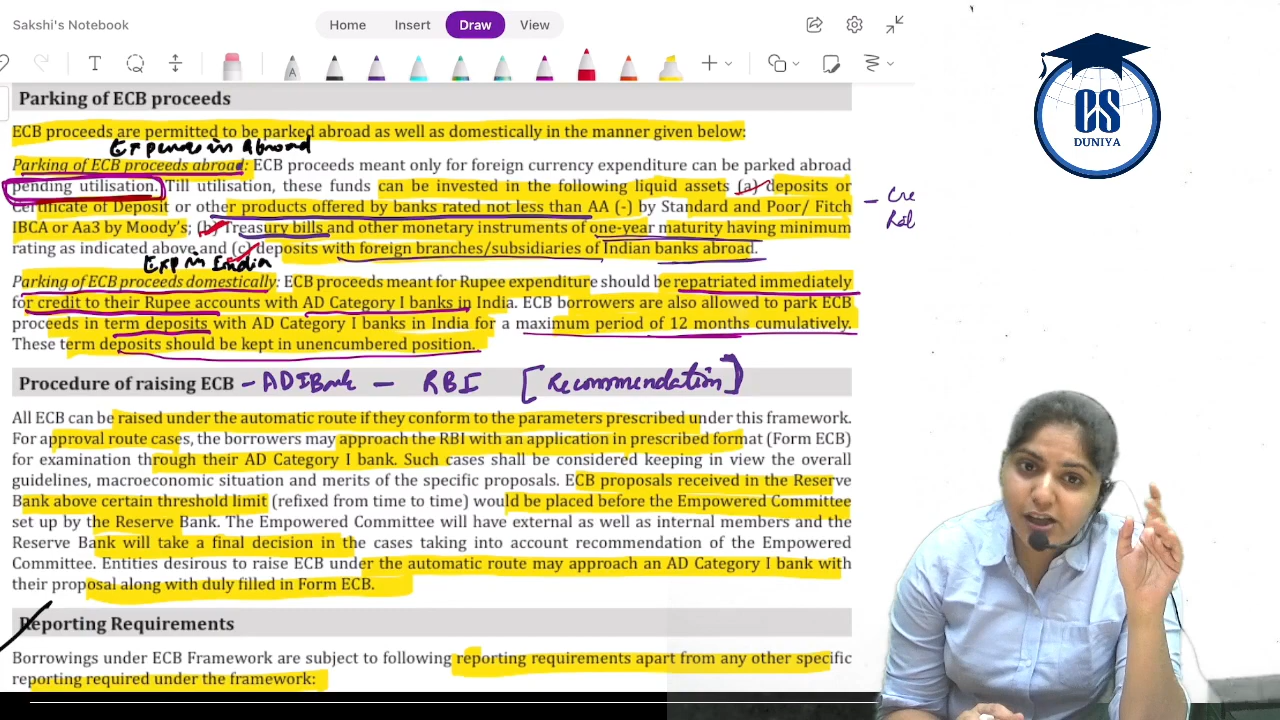 Sakshi's Notebook
Home Insert Draw View
CS
DUNIYA
Parking of ECB proceeds
ECB proceeds are permitted to be parked abroad as well as domestically in the manner given below:
Expense in Abroad
Parking of ECB proceeds abroad: ECB proceeds meant only for foreign currency expenditure can be parked abroad
pending utilisation. Till utilisation, these funds can be invested in the following liquid assets (a) deposits or
Certificate of Deposit or other products offered by banks rated not less than AA (-) by Standard and Poor/ Fitch
IBCA or Aa3 by Moody's; (b) Treasury bills and other monetary instruments of one-year maturity having minimum
rating as indicated above and (c) deposits with foreign branches/subsidiaries of Indian banks abroad.
Exp in India
Parking of ECB proceeds domestically: ECB proceeds meant for Rupee expenditure should be repatriated immediately
for credit to their Rupee accounts with AD Category I banks in India. ECB borrowers are also allowed to park ECB
proceeds in term deposits with AD Category I banks in India for a maximum period of 12 months cumulatively.
These term deposits should be kept in unencumbered position.
Procedure of raising ECB - ADIBank - RBI [Recommendation]
All ECB can be raised under the automatic route if they conform to the parameters prescribed under this framework.
For approval route cases, the borrowers may approach the RBI with an application in prescribed format (Form ECB)
for examination through their AD Category I bank. Such cases shall be considered keeping in view the overall
guidelines, macroeconomic situation and merits of the specific proposals. ECB proposals received in the Reserve
Bank above certain threshold limit (refixed from time to time) would be placed before the Empowered Committee
set up by the Reserve Bank. The Empowered Committee will have external as well as internal members and the
Reserve Bank will take a final decision in the cases taking into account recommendation of the Empowered
Committee. Entities desirous to raise ECB under the automatic route may approach an AD Category I bank with
their proposal along with duly filled in Form ECB.
Reporting Requirements
Borrowings under ECB Framework are subject to following reporting requirements apart from any other specific
reporting required under the framework: